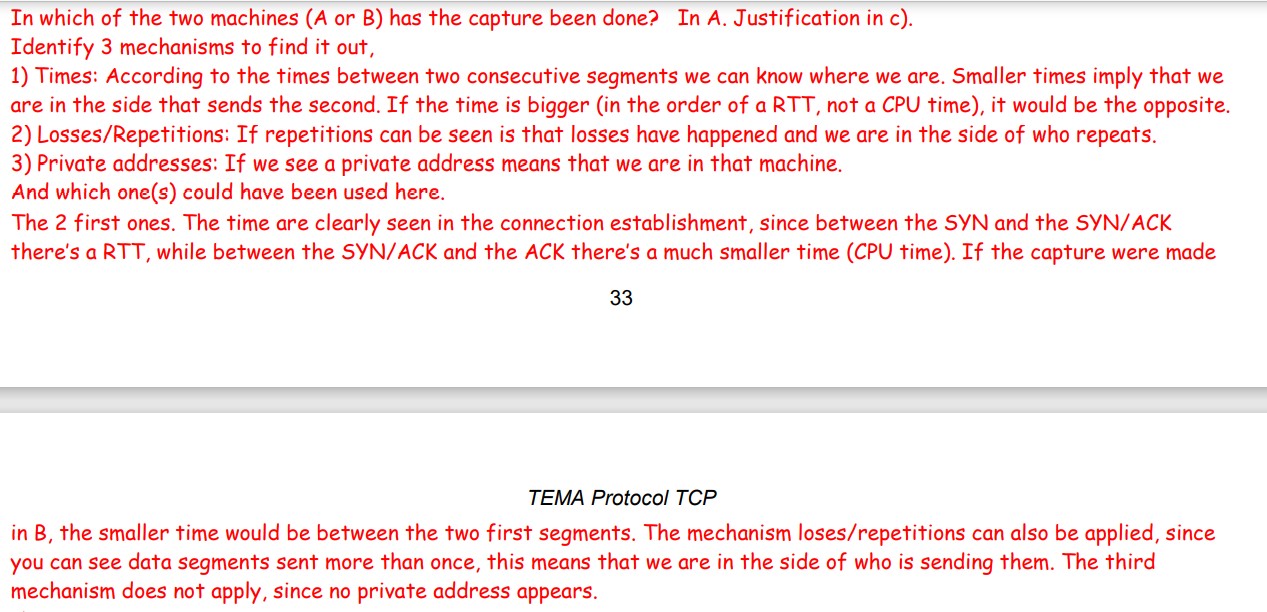 In which of the two machines (A or B) has the capture been done? In A. Justification in c).
Identify 3 mechanisms to find it out,
1) Times: According to the times between two consecutive segments we can know where we are. Smaller times imply that we
are in the side that sends the second. If the time is bigger (in the order of a RTT, not a CPU time), it would be the opposite.
2) Losses/Repetitions: If repetitions can be seen is that losses have happened and we are in the side of who repeats.
3) Private addresses: If we see a private address means that we are in that machine.
And which one(s) could have been used here.
The 2 first ones. The time are clearly seen in the connection establishment, since between the SYN and the SYN/ACK
there's a RTT, while between the SYN/ACK and the ACK there's a much smaller time (CPU time). If the capture were made
33
TEMA Protocol TCP
in B, the smaller time would be between the two first segments. The mechanism loses/repetitions can also be applied, since
you can see data segments sent more than once, this means that we are in the side of who is sending them. The third
mechanism does not apply, since no private address appears.